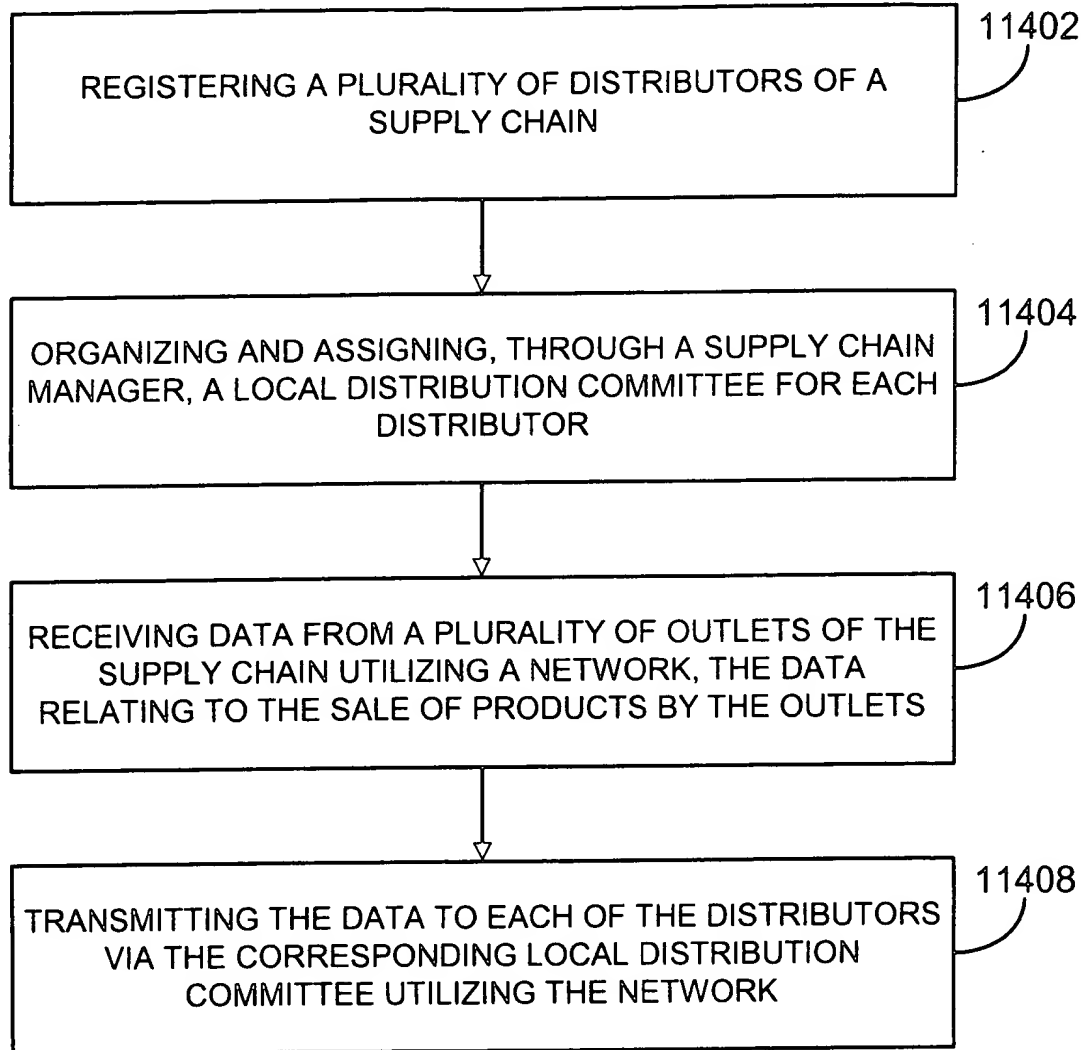 11402
REGISTERING A PLURALITY OF DISTRIBUTORS OF A
SUPPLY CHAIN
11404
ORGANIZING AND ASSIGNING, THROUGH A SUPPLY CHAIN
MANAGER, A LOCAL DISTRIBUTION COMMITTEE FOR EACH
DISTRIBUTOR
11406
RECEIVING DATA FROM A PLURALITY OF OUTLETS OF THE
SUPPLY CHAIN UTILIZING A NETWORK, THE DATA
RELATING TO THE SALE OF PRODUCTS BY THE OUTLETS
11408
TRANSMITTING THE DATA TO EACH OF THE DISTRIBUTORS
VIA THE CORRESPONDING LOCAL DISTRIBUTION
COMMITTEE UTILIZING THE NETWORK